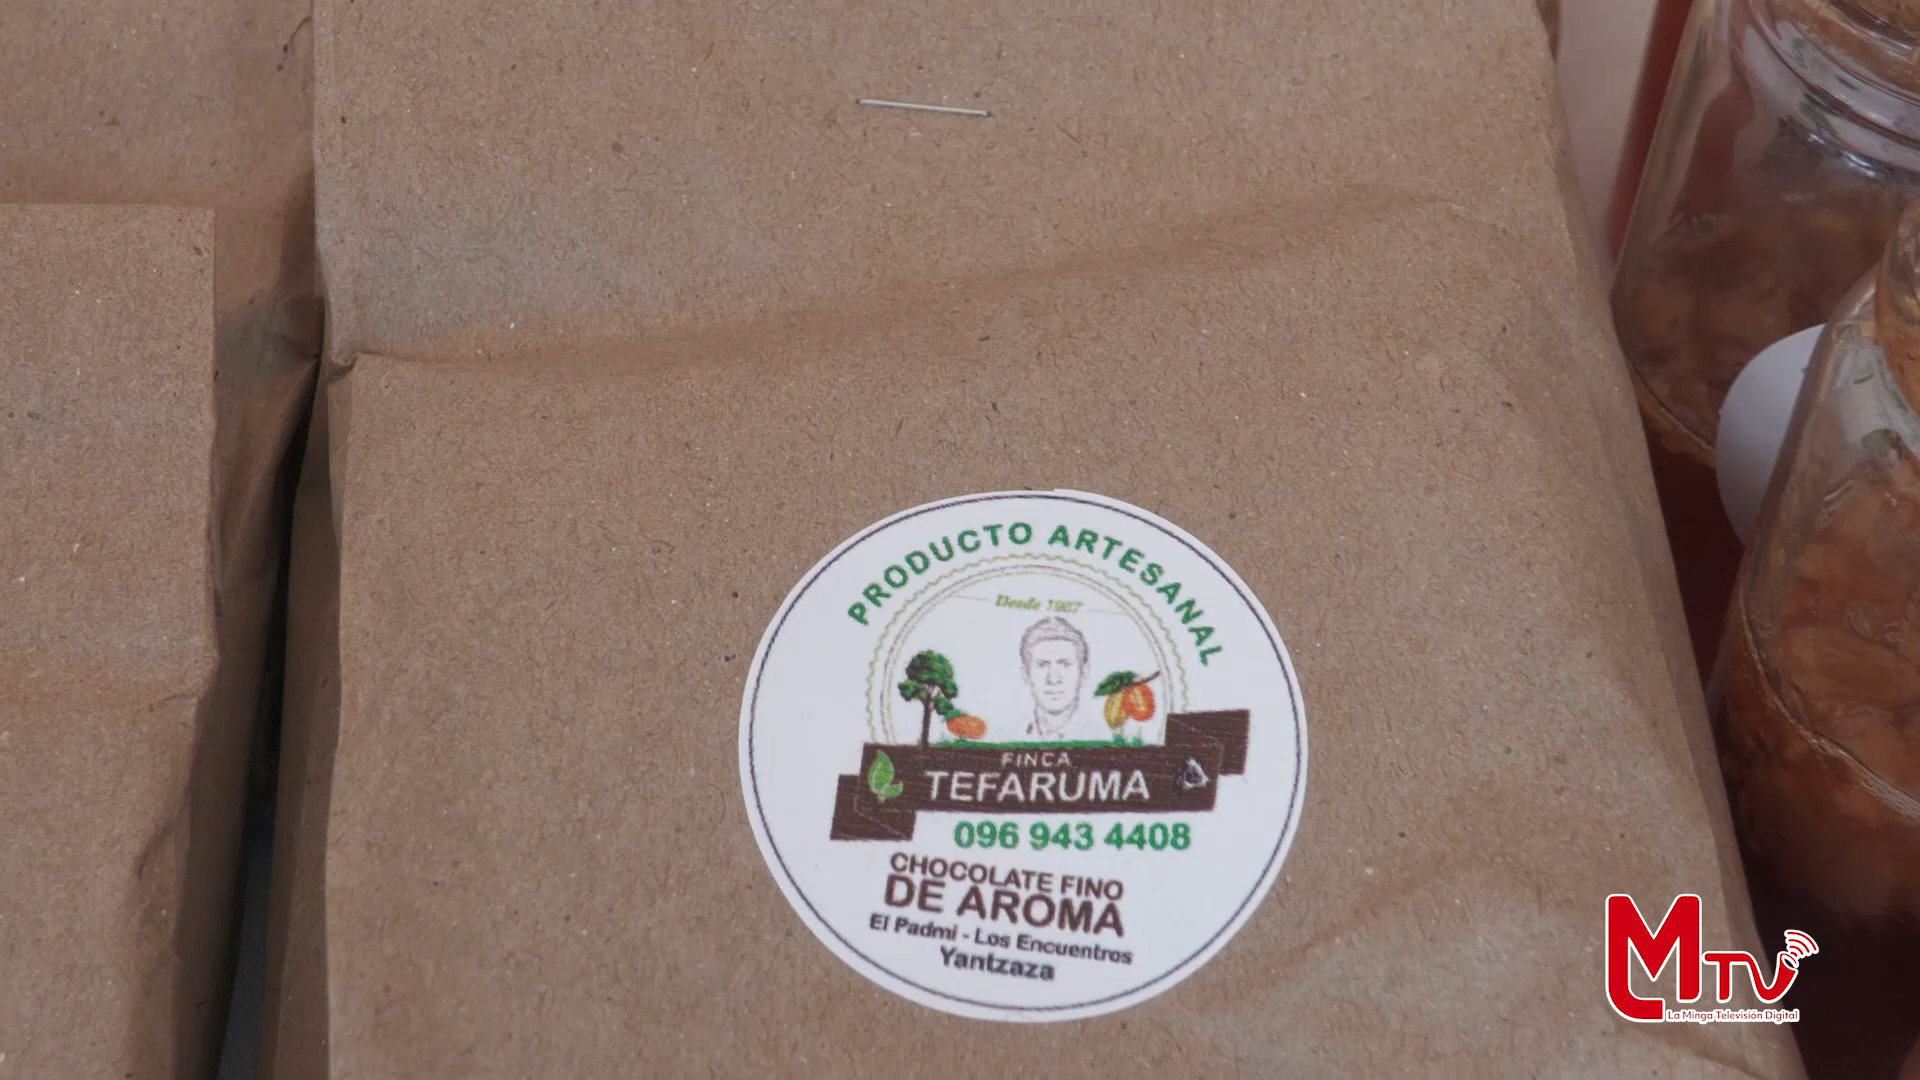 PRODUCTO ARTESANAL
Desde 1987
FINCA
TEFARUMA
096 943 4408
CHOCOLATE FINO
DE AROMA
El Padmi - Los Encuentros
Yantzaza
LMTV
La Minga Televisión Digital